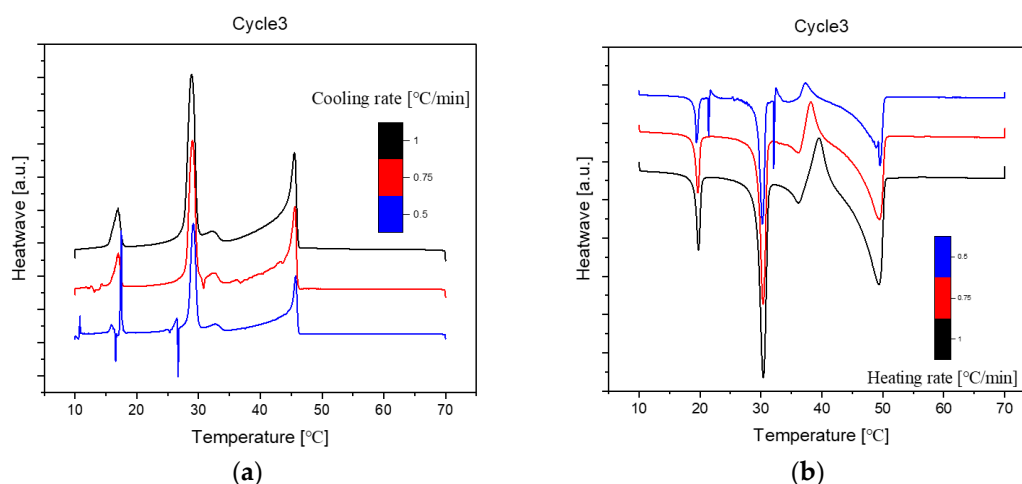 Cycle3
Cooling rate [°C/min]
1
0.75
0.5
Heatwave [a.u.]
10 20 30 40 50 60 70
Temperature [℃]
(a)
Cycle3
Heatwave [a.u.]
0.5
0.75
1
Heating rate [°C/min]
10 20 30 40 50 60 70
Temperature [℃]
(b)